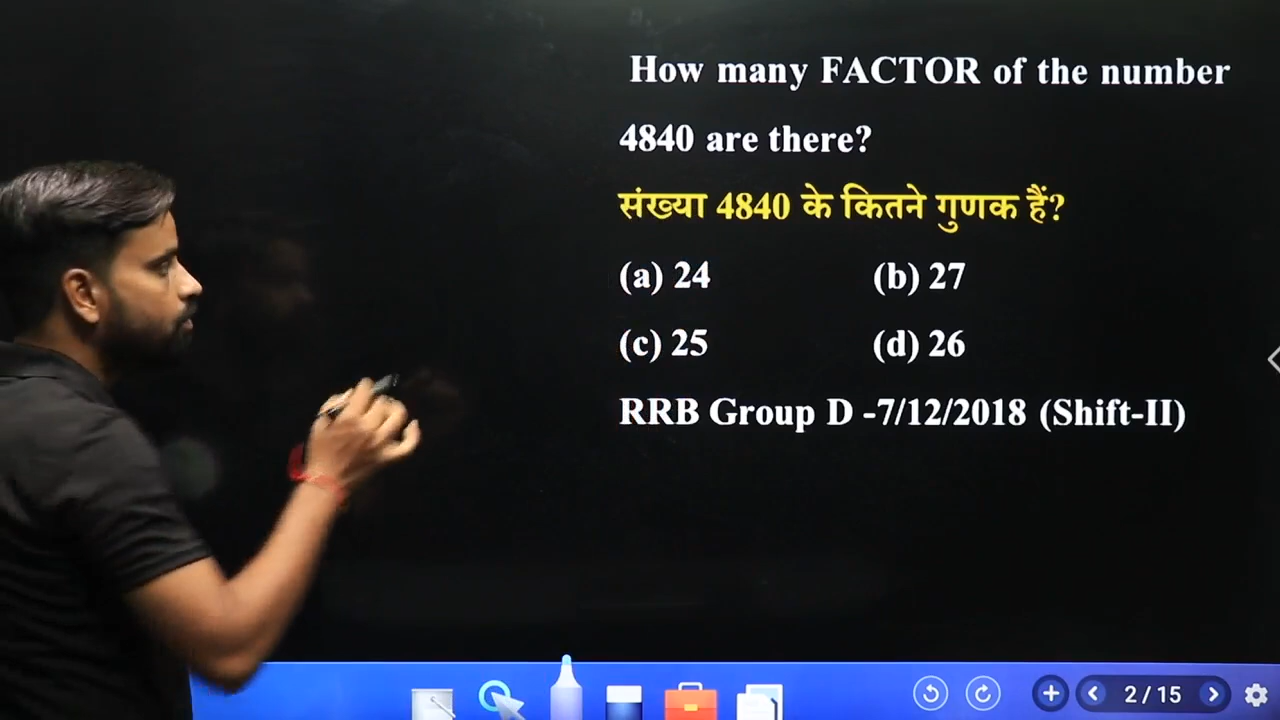 How many FACTOR of the number
4840 are there?
संख्या 4840 के कितने गुणक हैं?
(a) 24 (b) 27
(c) 25 (d) 26
RRB Group D -7/12/2018 (Shift-II)
2 / 15